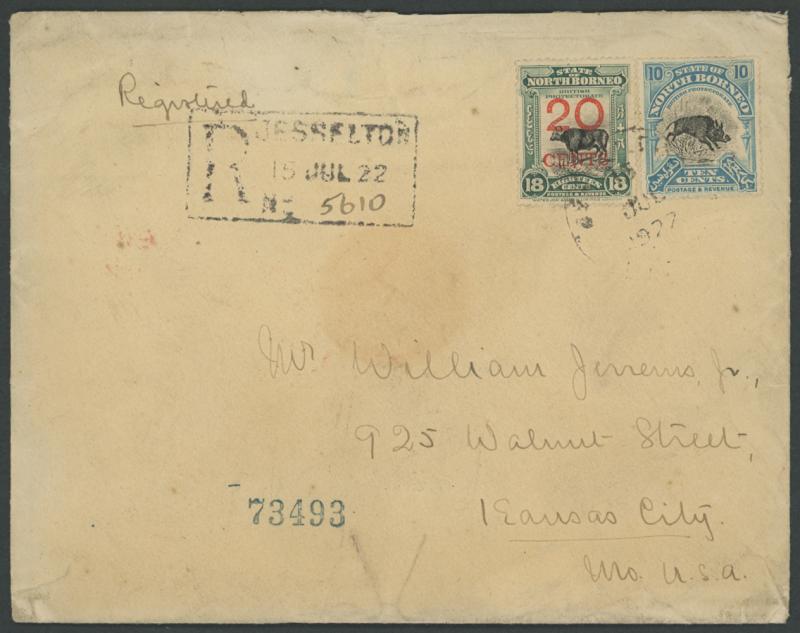 Registered
R JESSELTON
15 JUL 22
No 5610
STATE OF
NORTH BORNEO
BRITISH
PROTECTORATE
20
CENTS
18 EIGHTEEN 18
CENTS
POSTAGE & REVENUE
10 STATE OF 10
NORTH BORNEO
BRITISH PROTECTORATE
TEN
CENTS
POSTAGE & REVENUE
JUL
1922
Mr William Jerrems, Jr.,
925 Walnut Street,
Kansas City.
Mo. U.S.A.
73493